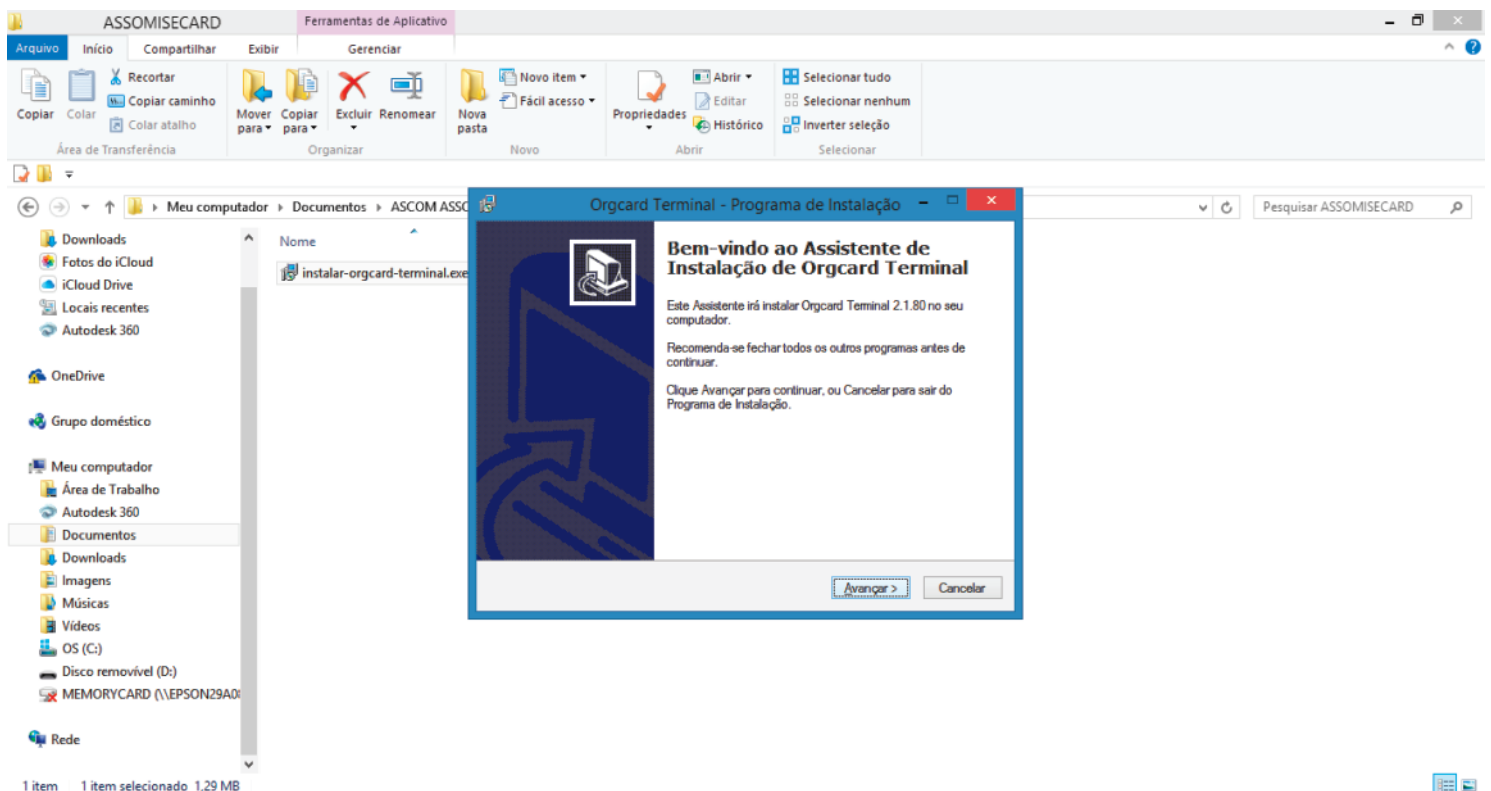 ASSOMISECARD
Ferramentas de Aplicativo
Arquivo Início Compartilhar Exibir Gerenciar
Copiar
Colar
Recortar
Copiar caminho
Colar atalho
Área de Transferência
Mover para
Copiar para
Excluir
Renomear
Organizar
Nova pasta
Novo item
Fácil acesso
Novo
Propriedades
Abrir
Editar
Histórico
Abrir
Selecionar tudo
Selecionar nenhum
Inverter seleção
Selecionar
Meu computador Documentos ASCOM ASSO
Pesquisar ASSOMISECARD
Downloads
Fotos do iCloud
iCloud Drive
Locais recentes
Autodesk 360
OneDrive
Grupo doméstico
Meu computador
Área de Trabalho
Autodesk 360
Documentos
Downloads
Imagens
Músicas
Vídeos
OS (C:)
Disco removível (D:)
MEMORYCARD (\\EPSON29A0
Rede
Nome
instalar-orgcard-terminal.exe
Orgcard Terminal - Programa de Instalação
Bem-vindo ao Assistente de
Instalação de Orgcard Terminal
Este Assistente irá instalar Orgcard Terminal 2.1.80 no seu
computador.
Recomenda-se fechar todos os outros programas antes de
continuar.
Clique Avançar para continuar, ou Cancelar para sair do
Programa de Instalação.
Avançar > Cancelar
1 item 1 item selecionado 1,29 MB